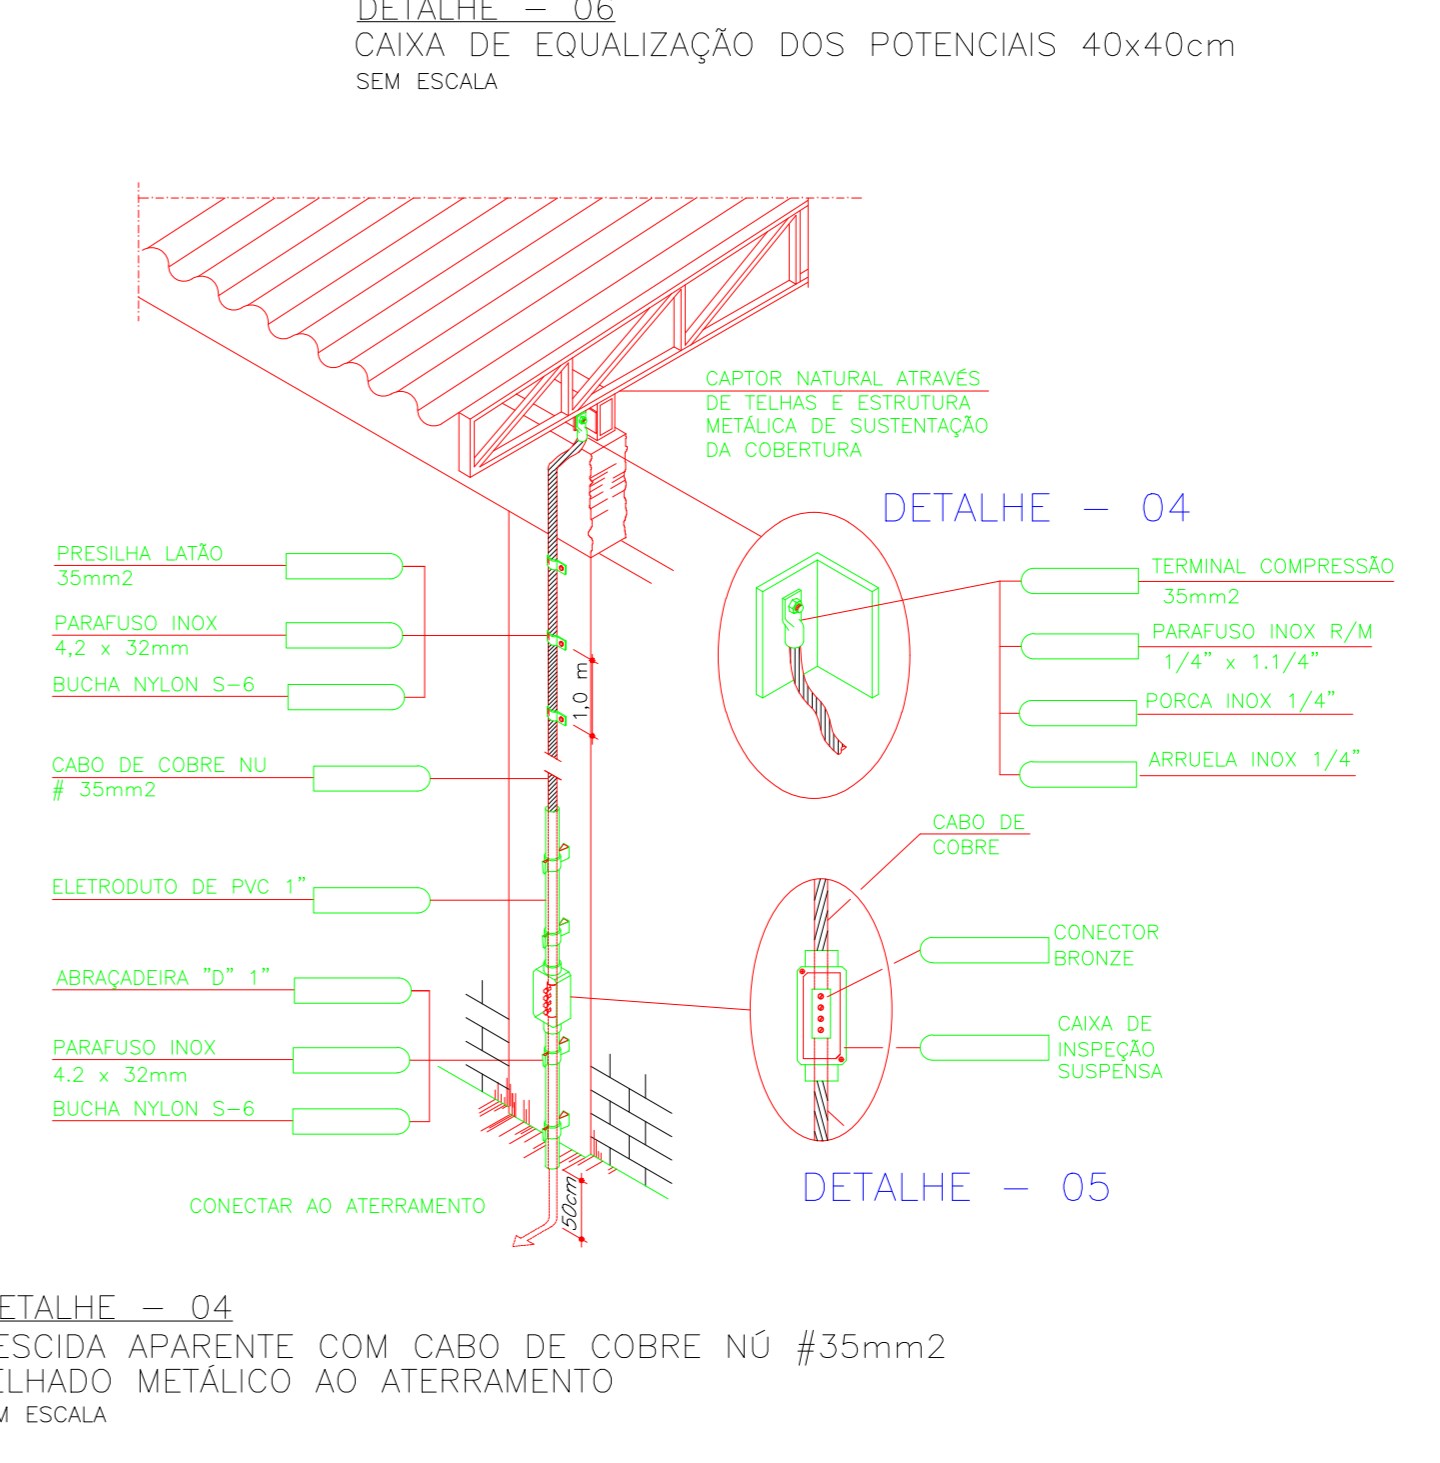 DETALHE - 06
CAIXA DE EQUALIZAÇÃO DOS POTENCIAIS 40x40cm
SEM ESCALA
CAPTOR NATURAL ATRAVÉS
DE TELHAS E ESTRUTURA
METÁLICA DE SUSTENTAÇÃO
DA COBERTURA
DETALHE - 04
PRESILHA LATÃO
35mm2
PARAFUSO INOX
4,2 x 32mm
BUCHA NYLON S-6
1,0 m
TERMINAL COMPRESSÃO
35mm2
PARAFUSO INOX R/M
1/4" x 1.1/4"
PORCA INOX 1/4"
ARRUELA INOX 1/4"
CABO DE COBRE NU
# 35mm2
CABO DE
COBRE
ELETRODUTO DE PVC 1"
CONECTOR
BRONZE
ABRAÇADEIRA "D" 1"
PARAFUSO INOX
4.2 x 32mm
BUCHA NYLON S-6
CAIXA DE
INSPEÇÃO
SUSPENSA
DETALHE - 05
CONECTAR AO ATERRAMENTO
50cm
ETALHE - 04
ESCIDA APARENTE COM CABO DE COBRE NÚ #35mm2
ELHADO METÁLICO AO ATERRAMENTO
M ESCALA